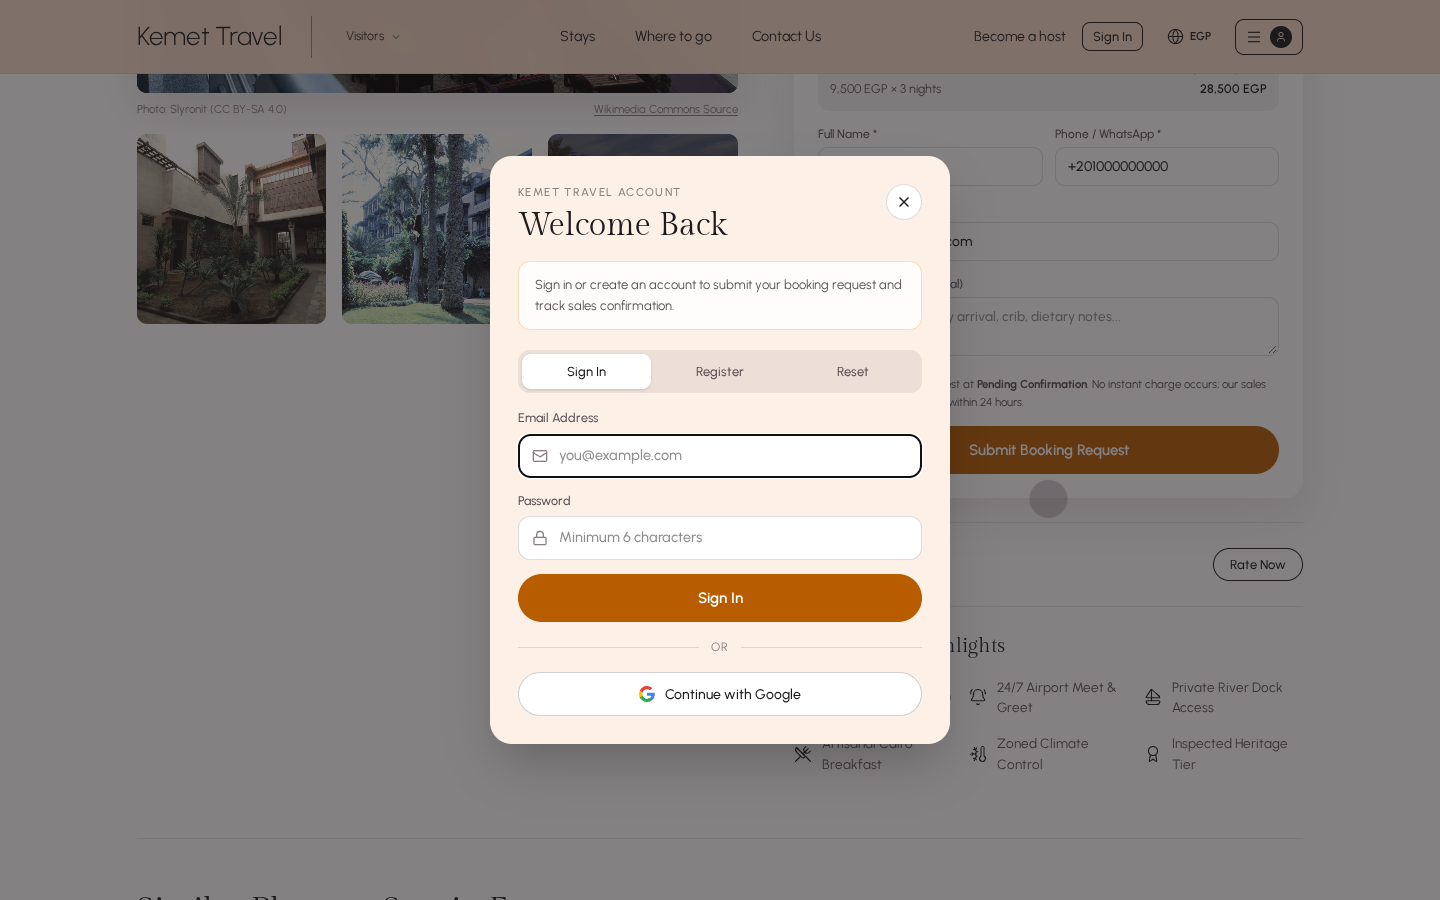 Kemet Travel
Visitors
Stays
Where to go
Contact Us
Become a host
Sign In
EGP
Photo: Slyronit (CC BY-SA 4.0)
Wikimedia Commons Source
9,500 EGP × 3 nights
28,500 EGP
Full Name *
Phone / WhatsApp *
+201000000000
KEMET TRAVEL ACCOUNT
Welcome Back
Sign in or create an account to submit your booking request and
track sales confirmation.
Sign In
Register
Reset
Email Address
you@example.com
Password
Minimum 6 characters
Sign In
OR
Continue with Google
arrival, crib, dietary notes...
at Pending Confirmation. No instant charge occurs; our sales
within 24 hours.
Submit Booking Request
Rate Now
24/7 Airport Meet &
Greet
Private River Dock
Access
Breakfast
Zoned Climate
Control
Inspected Heritage
Tier